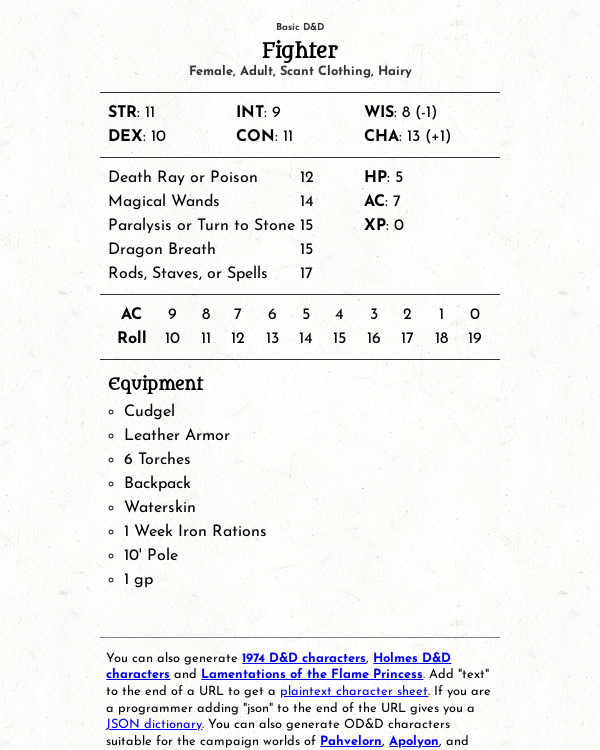 Basic D&D
Fighter
Female, Adult, Scant Clothing, Hairy
STR: 11 INT: 9 WIS: 8 (-1)
DEX: 10 CON: 11 CHA: 13 (+1)
Death Ray or Poison 12 HP: 5
Magical Wands 14 AC: 7
Paralysis or Turn to Stone 15 XP: 0
Dragon Breath 15
Rods, Staves, or Spells 17
AC 9 8 7 6 5 4 3 2 1 0
Roll 10 11 12 13 14 15 16 17 18 19
Equipment
Cudgel
Leather Armor
6 Torches
Backpack
Waterskin
1 Week Iron Rations
10' Pole
1 gp
You can also generate 1974 D&D characters, Holmes D&D
characters and Lamentations of the Flame Princess. Add "text"
to the end of a URL to get a plaintext character sheet. If you are
a programmer adding "json" to the end of the URL gives you a
JSON dictionary. You can also generate OD&D characters
suitable for the campaign worlds of Pahvelorn, Apolyon, and